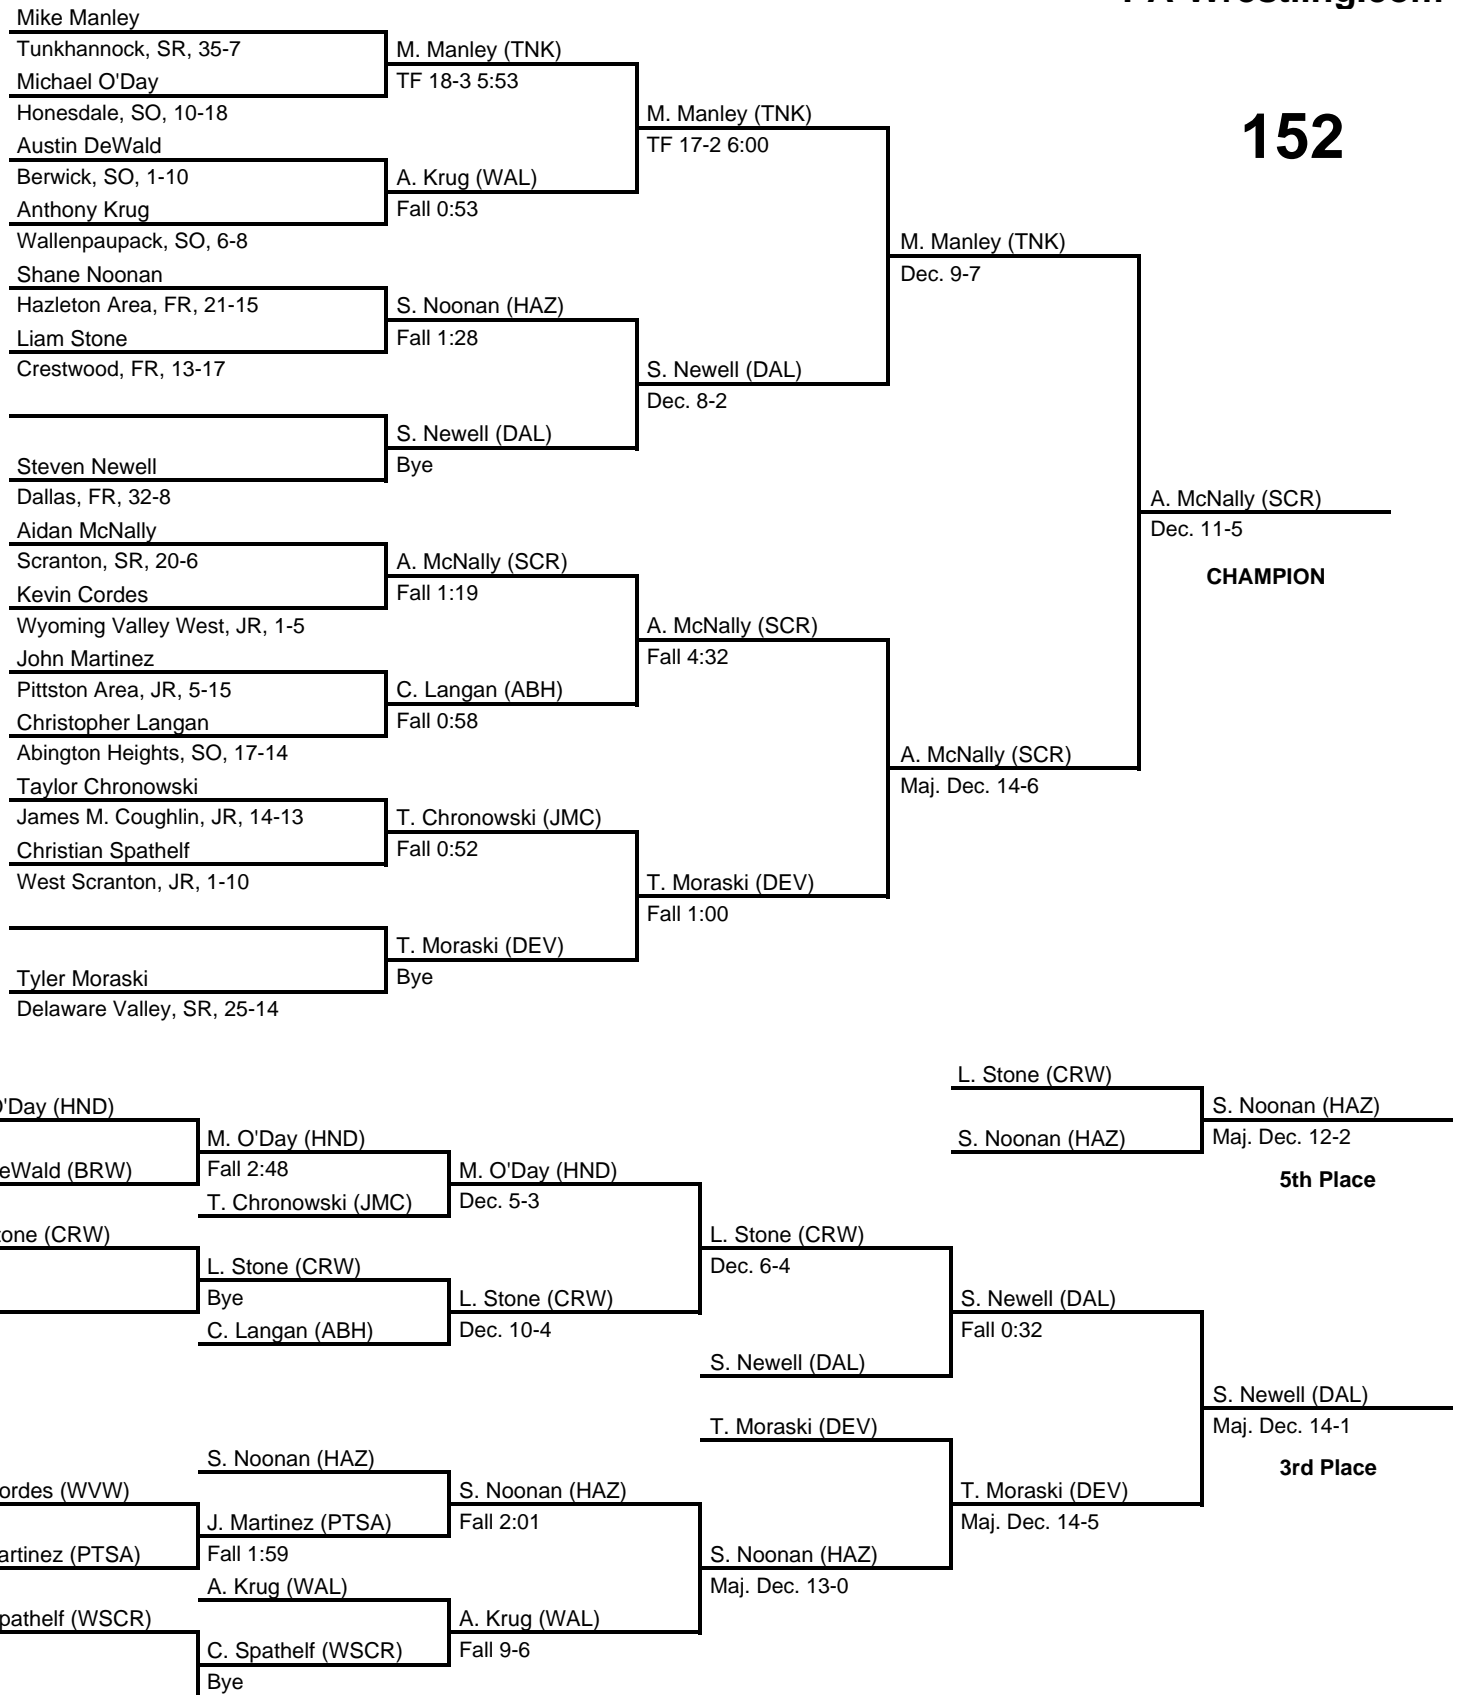 152
Mike Manley
Tunkhannock, SR, 35-7
M. Manley (TNK)
Michael O'Day
TF 18-3 5:53
Honesdale, SO, 10-18
M. Manley (TNK)
Austin DeWald
TF 17-2 6:00
Berwick, SO, 1-10
A. Krug (WAL)
Anthony Krug
Fall 0:53
Wallenpaupack, SO, 6-8
M. Manley (TNK)
Shane Noonan
Dec. 9-7
Hazleton Area, FR, 21-15
S. Noonan (HAZ)
Liam Stone
Fall 1:28
Crestwood, FR, 13-17
S. Newell (DAL)
Dec. 8-2
S. Newell (DAL)
Steven Newell
Bye
Dallas, FR, 32-8
A. McNally (SCR)
Aidan McNally
Dec. 11-5
Scranton, SR, 20-6
A. McNally (SCR)
CHAMPION
Kevin Cordes
Fall 1:19
Wyoming Valley West, JR, 1-5
A. McNally (SCR)
John Martinez
Fall 4:32
Pittston Area, JR, 5-15
C. Langan (ABH)
Christopher Langan
Fall 0:58
Abington Heights, SO, 17-14
A. McNally (SCR)
Taylor Chronowski
Maj. Dec. 14-6
James M. Coughlin, JR, 14-13
T. Chronowski (JMC)
Christian Spathelf
Fall 0:52
West Scranton, JR, 1-10
T. Moraski (DEV)
Fall 1:00
T. Moraski (DEV)
Tyler Moraski
Bye
Delaware Valley, SR, 25-14
L. Stone (CRW)
O'Day (HND)
S. Noonan (HAZ)
M. O'Day (HND)
S. Noonan (HAZ)
Maj. Dec. 12-2
eWald (BRW)
Fall 2:48
M. O'Day (HND)
5th Place
T. Chronowski (JMC)
Dec. 5-3
tone (CRW)
L. Stone (CRW)
L. Stone (CRW)
Dec. 6-4
Bye
L. Stone (CRW)
S. Newell (DAL)
C. Langan (ABH)
Dec. 10-4
Fall 0:32
S. Newell (DAL)
S. Newell (DAL)
T. Moraski (DEV)
Maj. Dec. 14-1
S. Noonan (HAZ)
3rd Place
ordes (WVW)
S. Noonan (HAZ)
T. Moraski (DEV)
J. Martinez (PTSA)
Fall 2:01
Maj. Dec. 14-5
artinez (PTSA)
Fall 1:59
S. Noonan (HAZ)
A. Krug (WAL)
Maj. Dec. 13-0
pathelf (WSCR)
A. Krug (WAL)
C. Spathelf (WSCR)
Fall 9-6
Bye